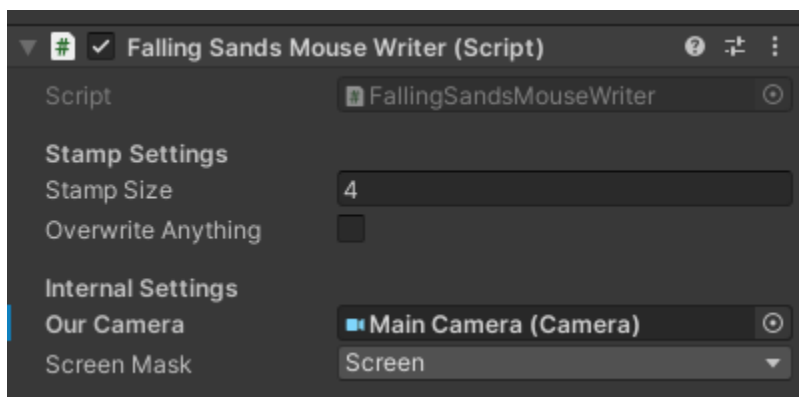 # Falling Sands Mouse Writer (Script)
Script # FallingSandsMouseWriter
Stamp Settings
Stamp Size 4
Overwrite Anything
Internal Settings
Our Camera Main Camera (Camera)
Screen Mask Screen